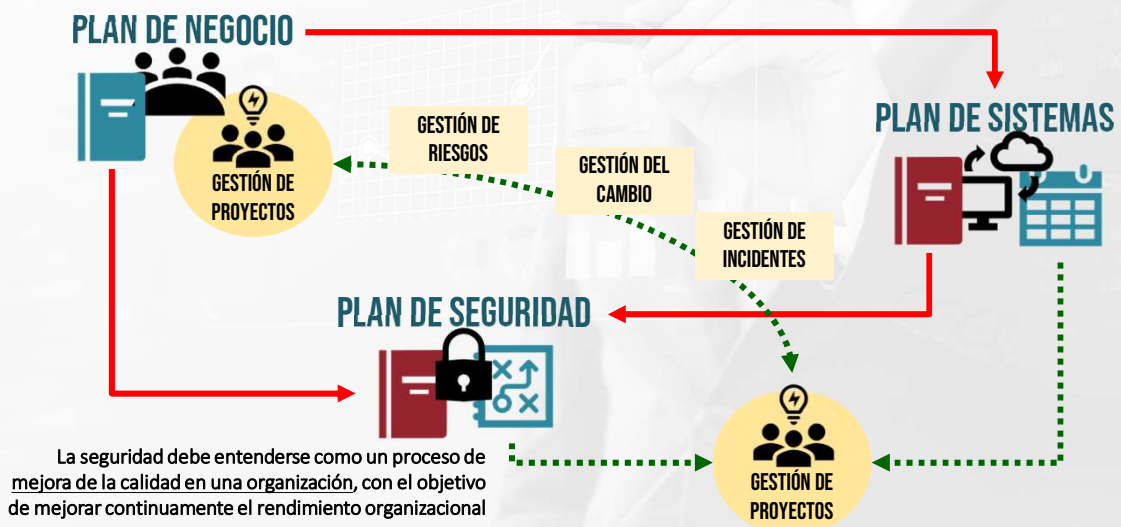 PLAN DE NEGOCIO
GESTIÓN DE
PROYECTOS
GESTIÓN DE
RIESGOS
GESTIÓN DEL
CAMBIO
GESTIÓN DE
INCIDENTES
PLAN DE SISTEMAS
PLAN DE SEGURIDAD
La seguridad debe entenderse como un proceso de
mejora de la calidad en una organización, con el objetivo
de mejorar continuamente el rendimiento organizacional
GESTIÓN DE
PROYECTOS